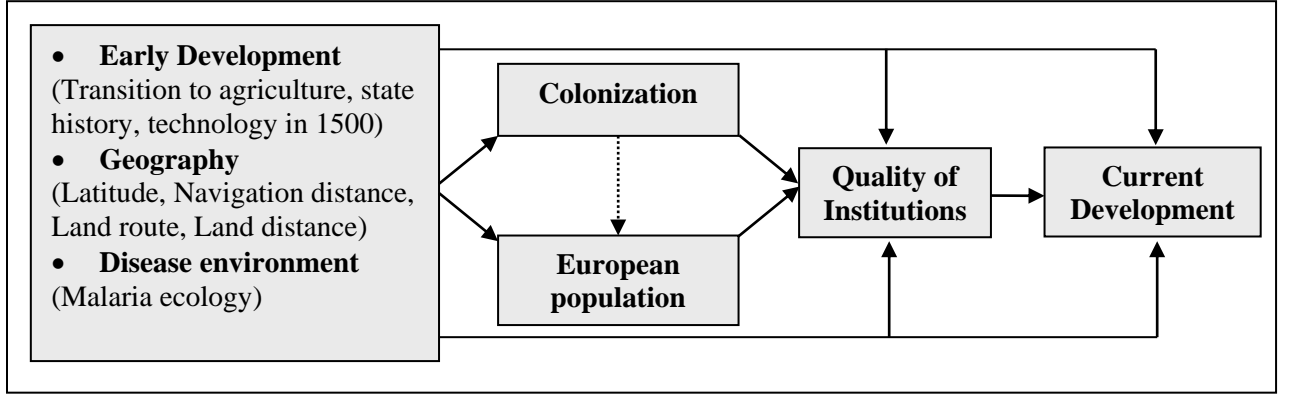 • Early Development
(Transition to agriculture, state
history, technology in 1500)
• Geography
(Latitude, Navigation distance,
Land route, Land distance)
• Disease environment
(Malaria ecology)
Colonization
European
population
Quality of
Institutions
Current
Development